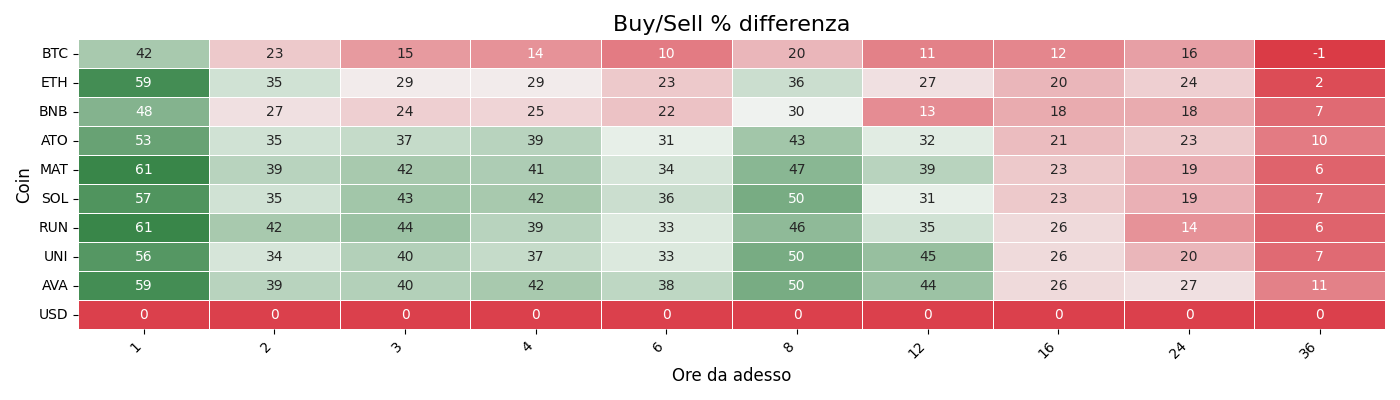 Buy/Sell % differenza
BTC 42 23 15 14 10 20 11 12 16 -1
ETH 59 35 29 29 23 36 27 20 24 2
BNB 48 27 24 25 22 30 13 18 18 7
ATO 53 35 37 39 31 43 32 21 23 10
MAT 61 39 42 41 34 47 39 23 19 6
SOL 57 35 43 42 36 50 31 23 19 7
RUN 61 42 44 39 33 46 35 26 14 6
UNI 56 34 40 37 33 50 45 26 20 7
AVA 59 39 40 42 38 50 44 26 27 11
USD 0 0 0 0 0 0 0 0 0 0
Coin
1 2 3 4 6 8 12 16 24 36
Ore da adesso